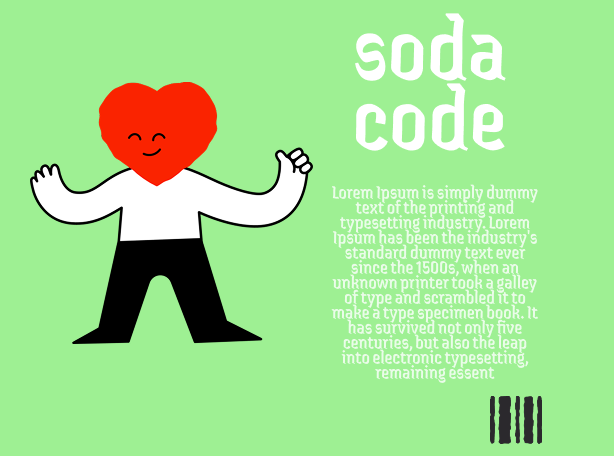 soda
code
Lorem Ipsum is simply dummy
text of the printing and
typesetting industry. Lorem
Ipsum has been the industry's
standard dummy text ever
since the 1500s, when an
unknown printer took a galley
of type and scrambled it to
make a type specimen book. It
has survived not only five
centuries, but also the leap
into electronic typesetting,
remaining essent